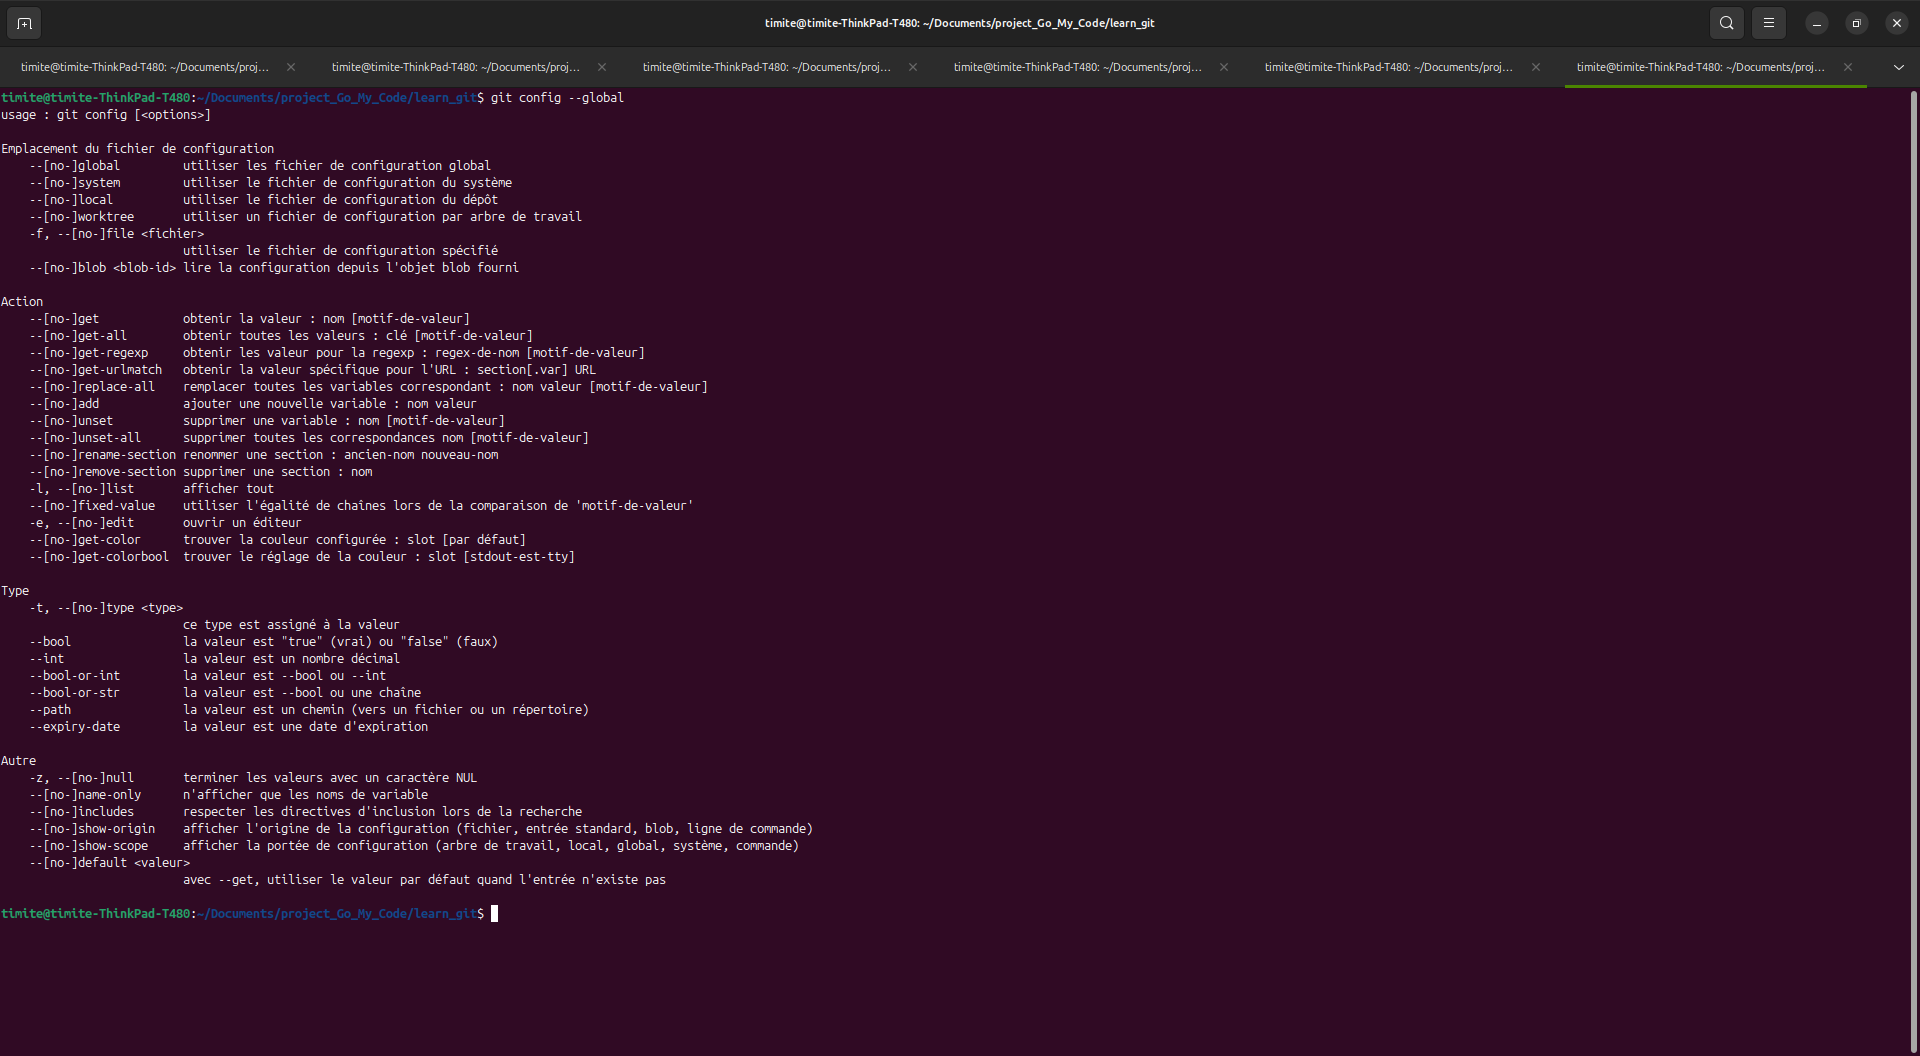 timite@timite-ThinkPad-T480: ~/Documents/project_Go_My_Code/learn_git
timite@timite-ThinkPad-T480: ~/Documents/proj... timite@timite-ThinkPad-T480: ~/Documents/proj... timite@timite-ThinkPad-T480: ~/Documents/proj... timite@timite-ThinkPad-T480: ~/Documents/proj... timite@timite-ThinkPad-T480: ~/Documents/proj... timite@timite-ThinkPad-T480: ~/Documents/proj...
timite@timite-ThinkPad-T480:~/Documents/project_Go_My_Code/learn_git$ git config --global
usage : git config [<options>]

Emplacement du fichier de configuration
    --[no-]global         utiliser les fichier de configuration global
    --[no-]system         utiliser le fichier de configuration du système
    --[no-]local          utiliser le fichier de configuration du dépôt
    --[no-]worktree       utiliser un fichier de configuration par arbre de travail
    -f, --[no-]file <fichier>
                          utiliser le fichier de configuration spécifié
    --[no-]blob <blob-id> lire la configuration depuis l'objet blob fourni

Action
    --[no-]get            obtenir la valeur : nom [motif-de-valeur]
    --[no-]get-all        obtenir toutes les valeurs : clé [motif-de-valeur]
    --[no-]get-regexp     obtenir les valeur pour la regexp : regex-de-nom [motif-de-valeur]
    --[no-]get-urlmatch   obtenir la valeur spécifique pour l'URL : section[.var] URL
    --[no-]replace-all    remplacer toutes les variables correspondant : nom valeur [motif-de-valeur]
    --[no-]add            ajouter une nouvelle variable : nom valeur
    --[no-]unset          supprimer une variable : nom [motif-de-valeur]
    --[no-]unset-all      supprimer toutes les correspondances nom [motif-de-valeur]
    --[no-]rename-section renommer une section : ancien-nom nouveau-nom
    --[no-]remove-section supprimer une section : nom
    -l, --[no-]list       afficher tout
    --[no-]fixed-value    utiliser l'égalité de chaînes lors de la comparaison de 'motif-de-valeur'
    -e, --[no-]edit       ouvrir un éditeur
    --[no-]get-color      trouver la couleur configurée : slot [par défaut]
    --[no-]get-colorbool  trouver le réglage de la couleur : slot [stdout-est-tty]

Type
    -t, --[no-]type <type>
                          ce type est assigné à la valeur
    --bool                la valeur est "true" (vrai) ou "false" (faux)
    --int                 la valeur est un nombre décimal
    --bool-or-int         la valeur est --bool ou --int
    --bool-or-str         la valeur est --bool ou une chaîne
    --path                la valeur est un chemin (vers un fichier ou un répertoire)
    --expiry-date         la valeur est une date d'expiration

Autre
    -z, --[no-]null       terminer les valeurs avec un caractère NUL
    --[no-]name-only      n'afficher que les noms de variable
    --[no-]includes       respecter les directives d'inclusion lors de la recherche
    --[no-]show-origin    afficher l'origine de la configuration (fichier, entrée standard, blob, ligne de commande)
    --[no-]show-scope     afficher la portée de configuration (arbre de travail, local, global, système, commande)
    --[no-]default <valeur>
                          avec --get, utiliser le valeur par défaut quand l'entrée n'existe pas

timite@timite-ThinkPad-T480:~/Documents/project_Go_My_Code/learn_git$